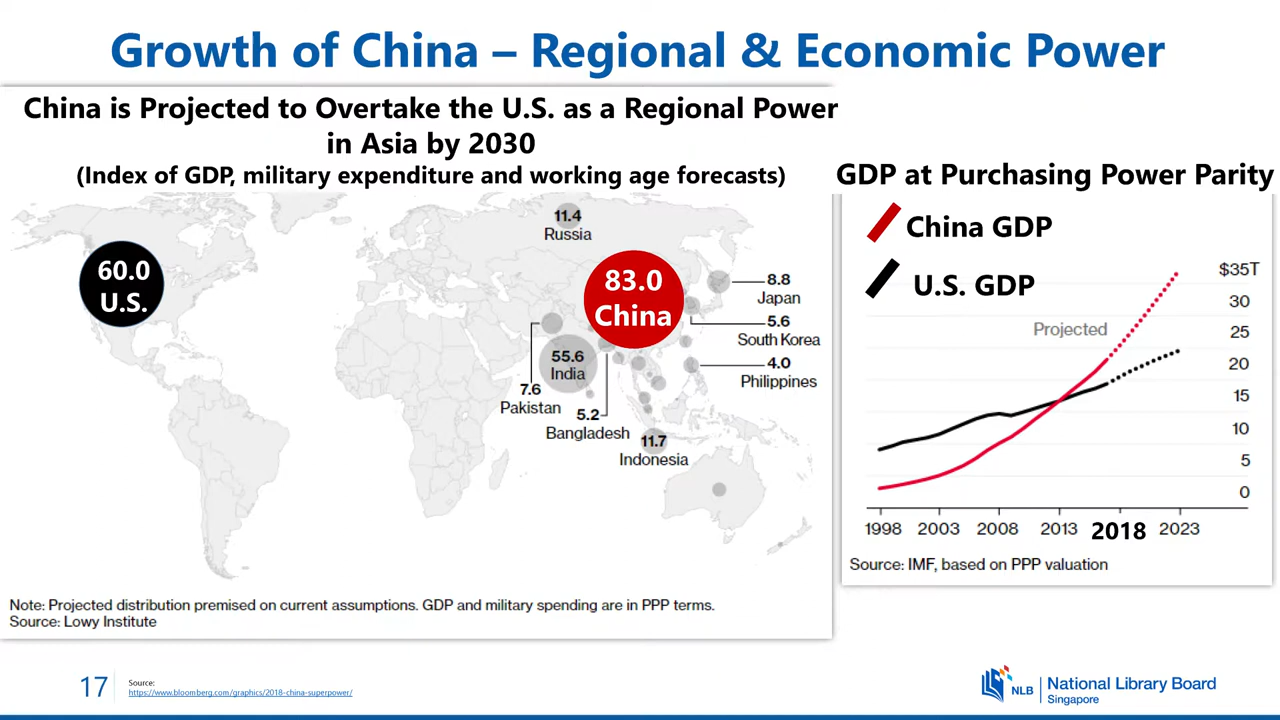 Growth of China – Regional & Economic Power
China is Projected to Overtake the U.S. as a Regional Power
in Asia by 2030
(Index of GDP, military expenditure and working age forecasts)
60.0
U.S.
11.4
Russia
83.0
China
8.8
Japan
5.6
South Korea
4.0
Philippines
55.6
India
7.6
Pakistan
5.2
Bangladesh
11.7
Indonesia
Note: Projected distribution premised on current assumptions. GDP and military spending are in PPP terms.
Source: Lowy Institute
GDP at Purchasing Power Parity
China GDP
U.S. GDP
Projected
$35T
30
25
20
15
10
5
0
1998 2003 2008 2013 2018 2023
Source: IMF, based on PPP valuation
17
Source:
https://www.bloomberg.com/graphics/2018-china-superpower/
NLB
National Library Board
Singapore